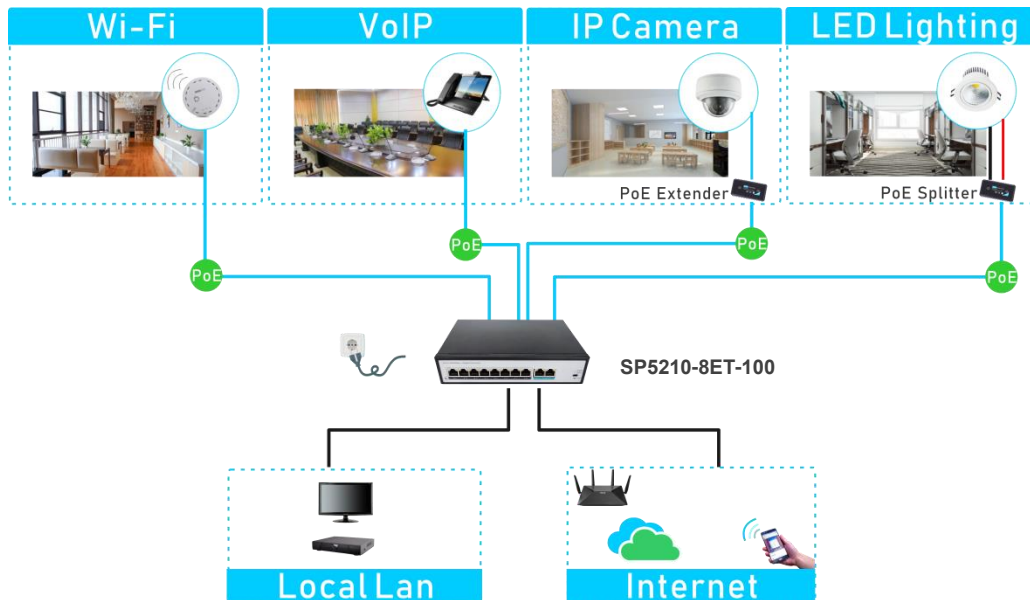 Wi-Fi
VoIP
IP Camera
LED Lighting
PoE Extender
PoE Splitter
PoE
PoE
PoE
PoE
SP5210-8ET-100
Local Lan
Internet